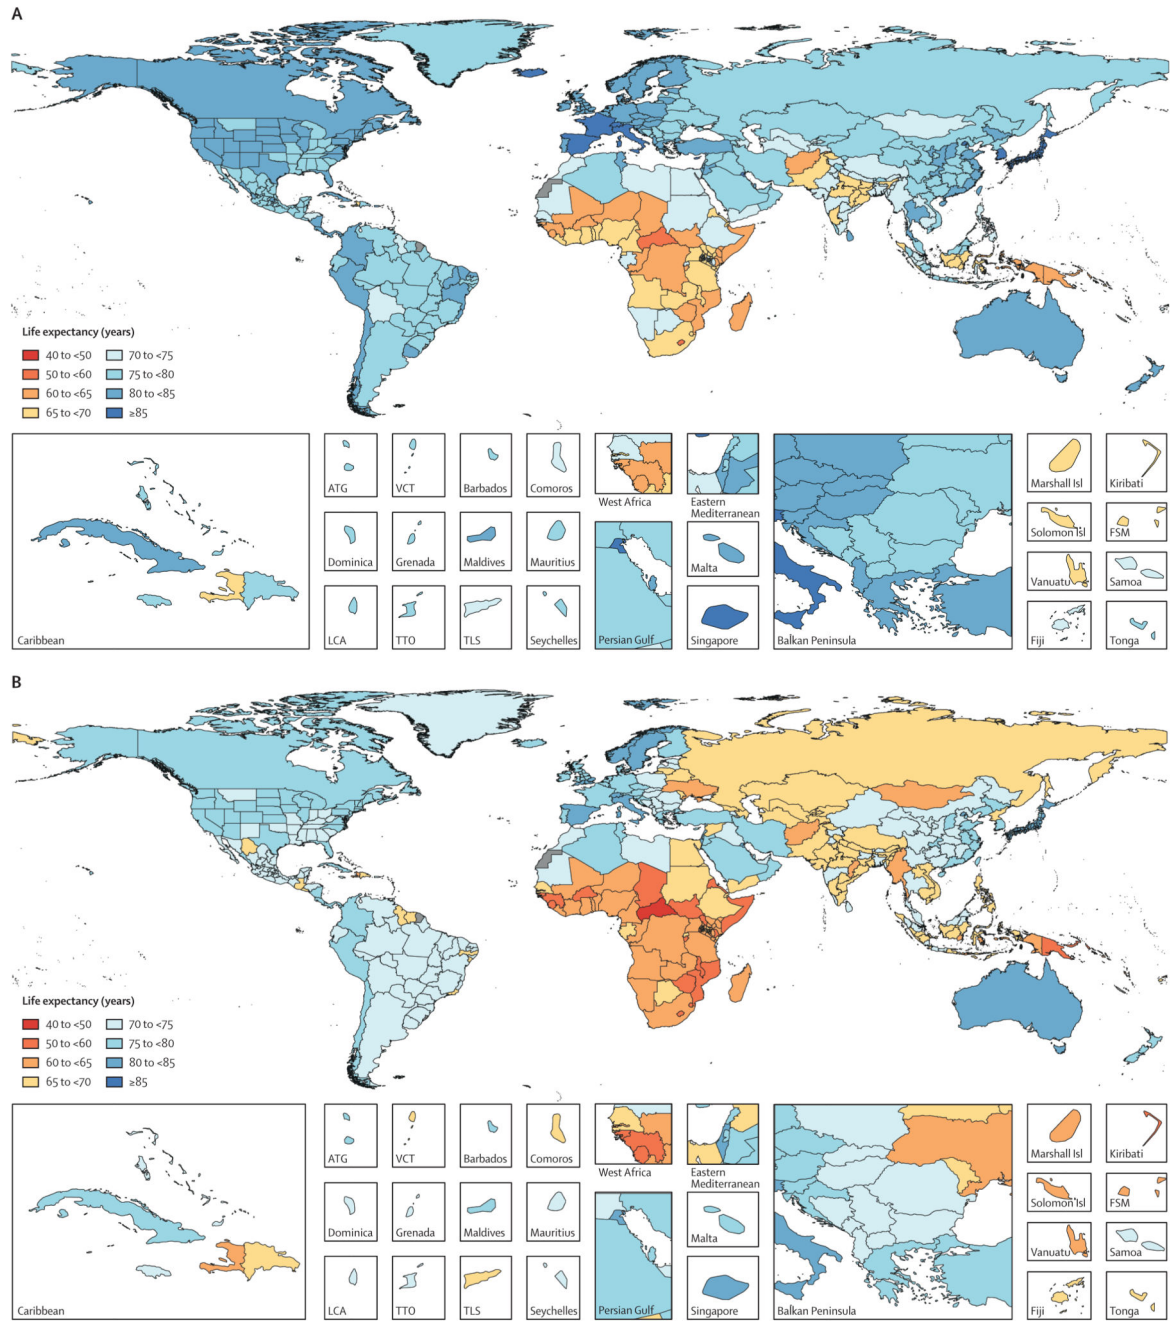 A
Life expectancy (years)
40 to <50 70 to <75
50 to <60 75 to <80
60 to <65 80 to <85
65 to <70 ≥85
ATG VCT Barbados Comoros West Africa Eastern Mediterranean Marshall Isl Kiribati
Dominica Grenada Maldives Mauritius Malta Solomon Isl FSM
Vanuatu Samoa
Caribbean LCA TTO TLS Seychelles Persian Gulf Singapore Balkan Peninsula Fiji Tonga
B
Life expectancy (years)
40 to <50 70 to <75
50 to <60 75 to <80
60 to <65 80 to <85
65 to <70 ≥85
ATG VCT Barbados Comoros West Africa Eastern Mediterranean Marshall Isl Kiribati
Dominica Grenada Maldives Mauritius Malta Solomon Isl FSM
Vanuatu Samoa
Caribbean LCA TTO TLS Seychelles Persian Gulf Singapore Balkan Peninsula Fiji Tonga